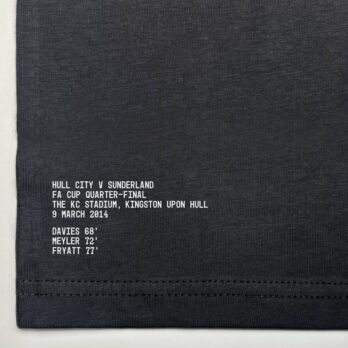 HULL CITY V SUNDERLAND
FA CUP QUARTER-FINAL
THE KC STADIUM, KINGSTON UPON HULL
9 MARCH 2014
DAVIES 68'
MEYLER 72'
FRYATT 77'